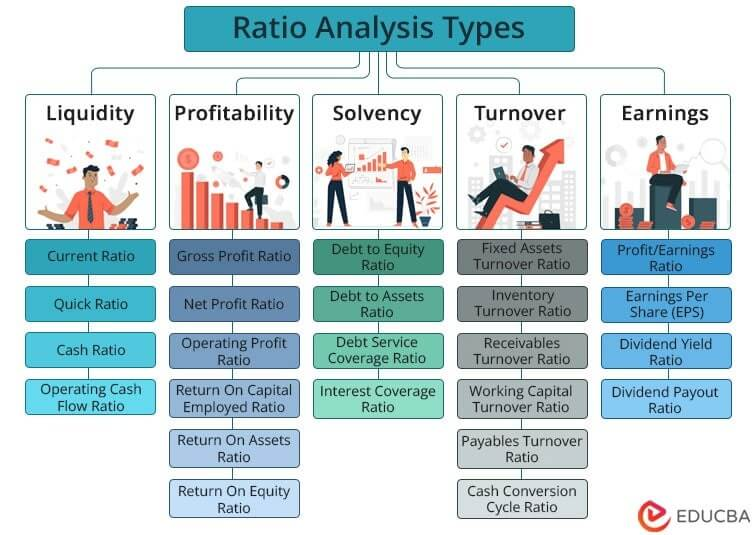 Ratio Analysis Types
Liquidity
Current Ratio
Quick Ratio
Cash Ratio
Operating Cash
Flow Ratio
Profitability
Gross Profit Ratio
Net Profit Ratio
Operating Profit
Ratio
Return On Capital
Employed Ratio
Return On Assets
Ratio
Return On Equity
Ratio
Solvency
Debt to Equity
Ratio
Debt to Assets
Ratio
Debt Service
Coverage Ratio
Interest Coverage
Ratio
Turnover
Fixed Assets
Turnover Ratio
Inventory
Turnover Ratio
Receivables
Turnover Ratio
Working Capital
Turnover Ratio
Payables Turnover
Ratio
Cash Conversion
Cycle Ratio
Earnings
Profit/Earnings
Ratio
Earnings Per
Share (EPS)
Dividend Yield
Ratio
Dividend Payout
Ratio
EDUCBA